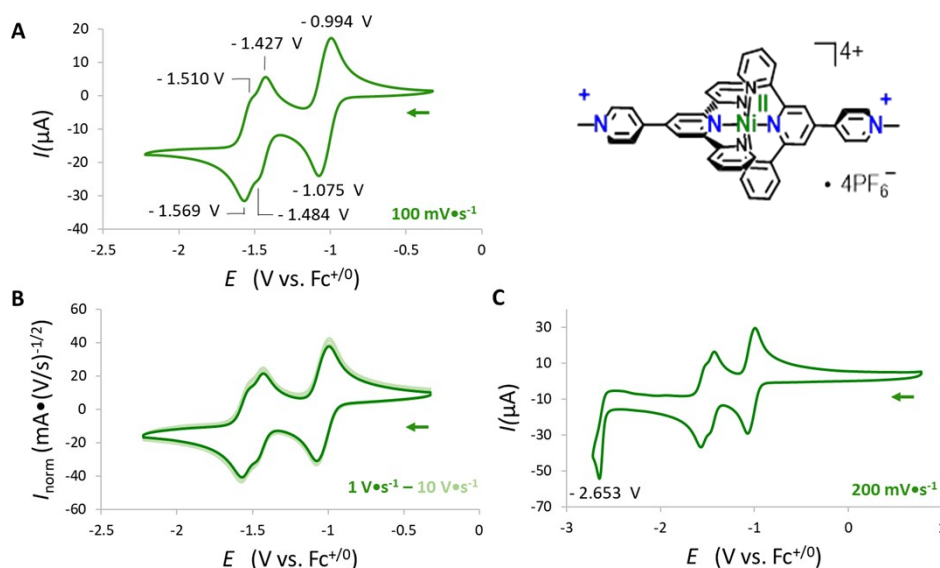 A
20
10
0
-10
-20
-30
-40
I(µA)
-2.5
-2
-1.5
-1
-0.5
0
E (V vs. Fc+/0)
- 0.994 V
- 1.427 V
- 1.510 V
- 1.075 V
- 1.569 V
- 1.484 V
100 mV•s-1
4+
+
N
N
N
II
Ni
N
N
N
N
+
• 4PF6−
B
60
40
20
0
-20
-40
-60
Inorm (mA•(V/s)-1/2)
-2.5
-2
-1.5
-1
-0.5
0
E (V vs. Fc+/0)
1 V•s-1 – 10 V•s-1
C
30
10
-10
-30
-50
-70
I(µA)
-3
-2
-1
0
1
E (V vs. Fc+/0)
- 2.653 V
200 mV•s-1